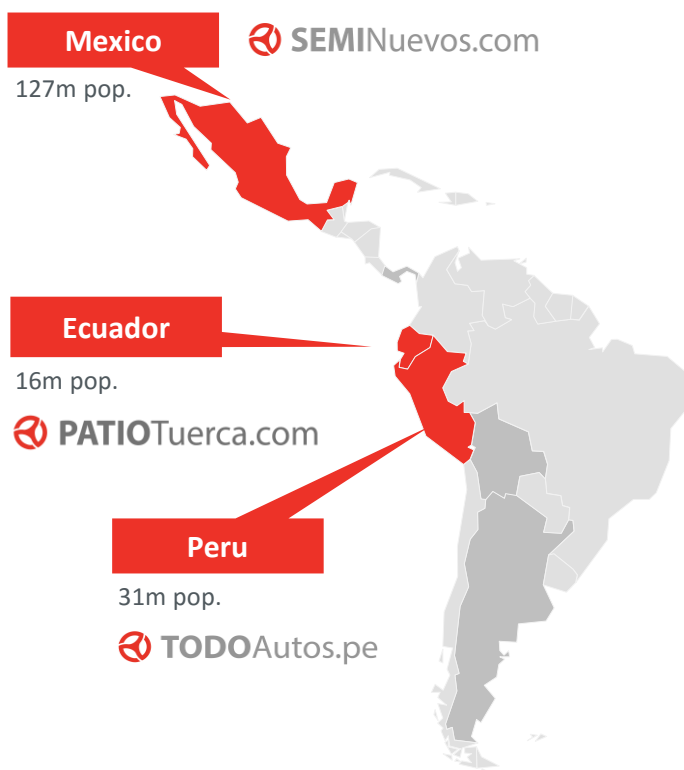 Mexico
SEMINuevos.com
127m pop.
Ecuador
16m pop.
PATIOTuerca.com
Peru
31m pop.
TODOAutos.pe